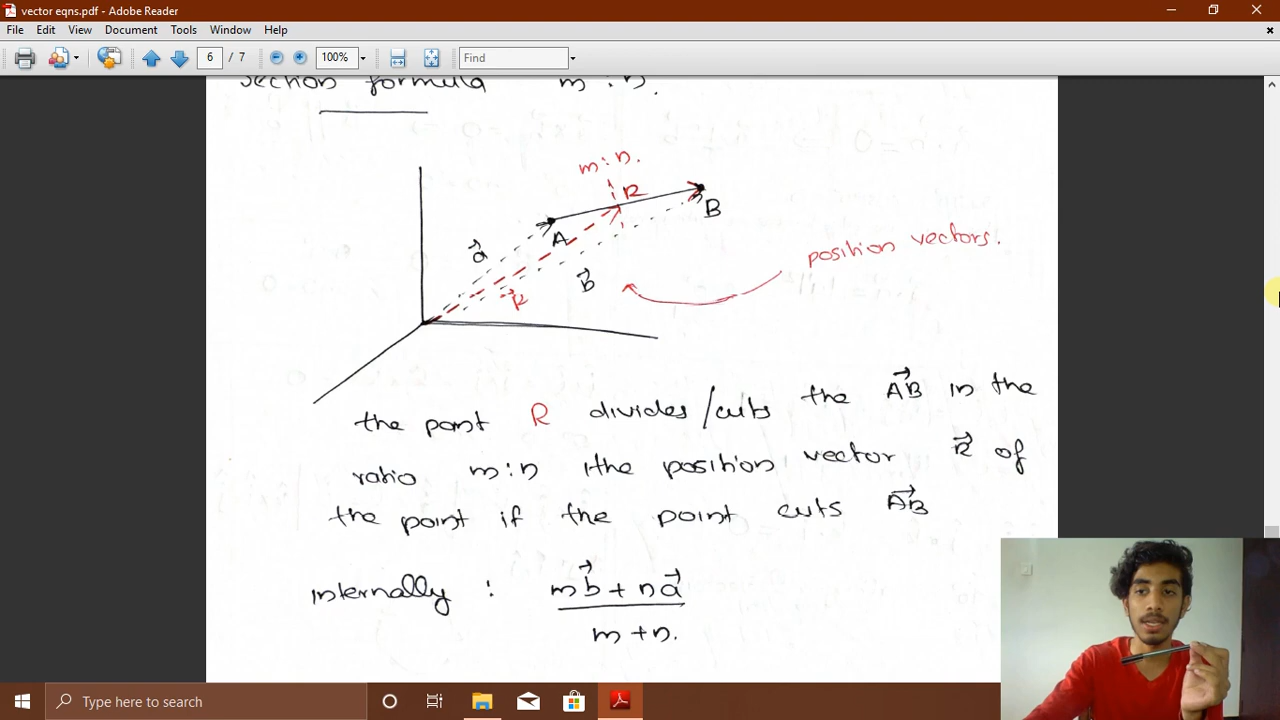 vector eqns.pdf - Adobe Reader
File Edit View Document Tools Window Help
6 / 7 100% Find
section formula m : n.
m : n.
R
A
B
a⃗
b⃗
R⃗
position vectors.
the point R divides / cuts the A⃗B in the
ratio m : n the position vector R⃗ of
the point if the point cuts A⃗B
internally : mb⃗ + na⃗
m + n.
Type here to search